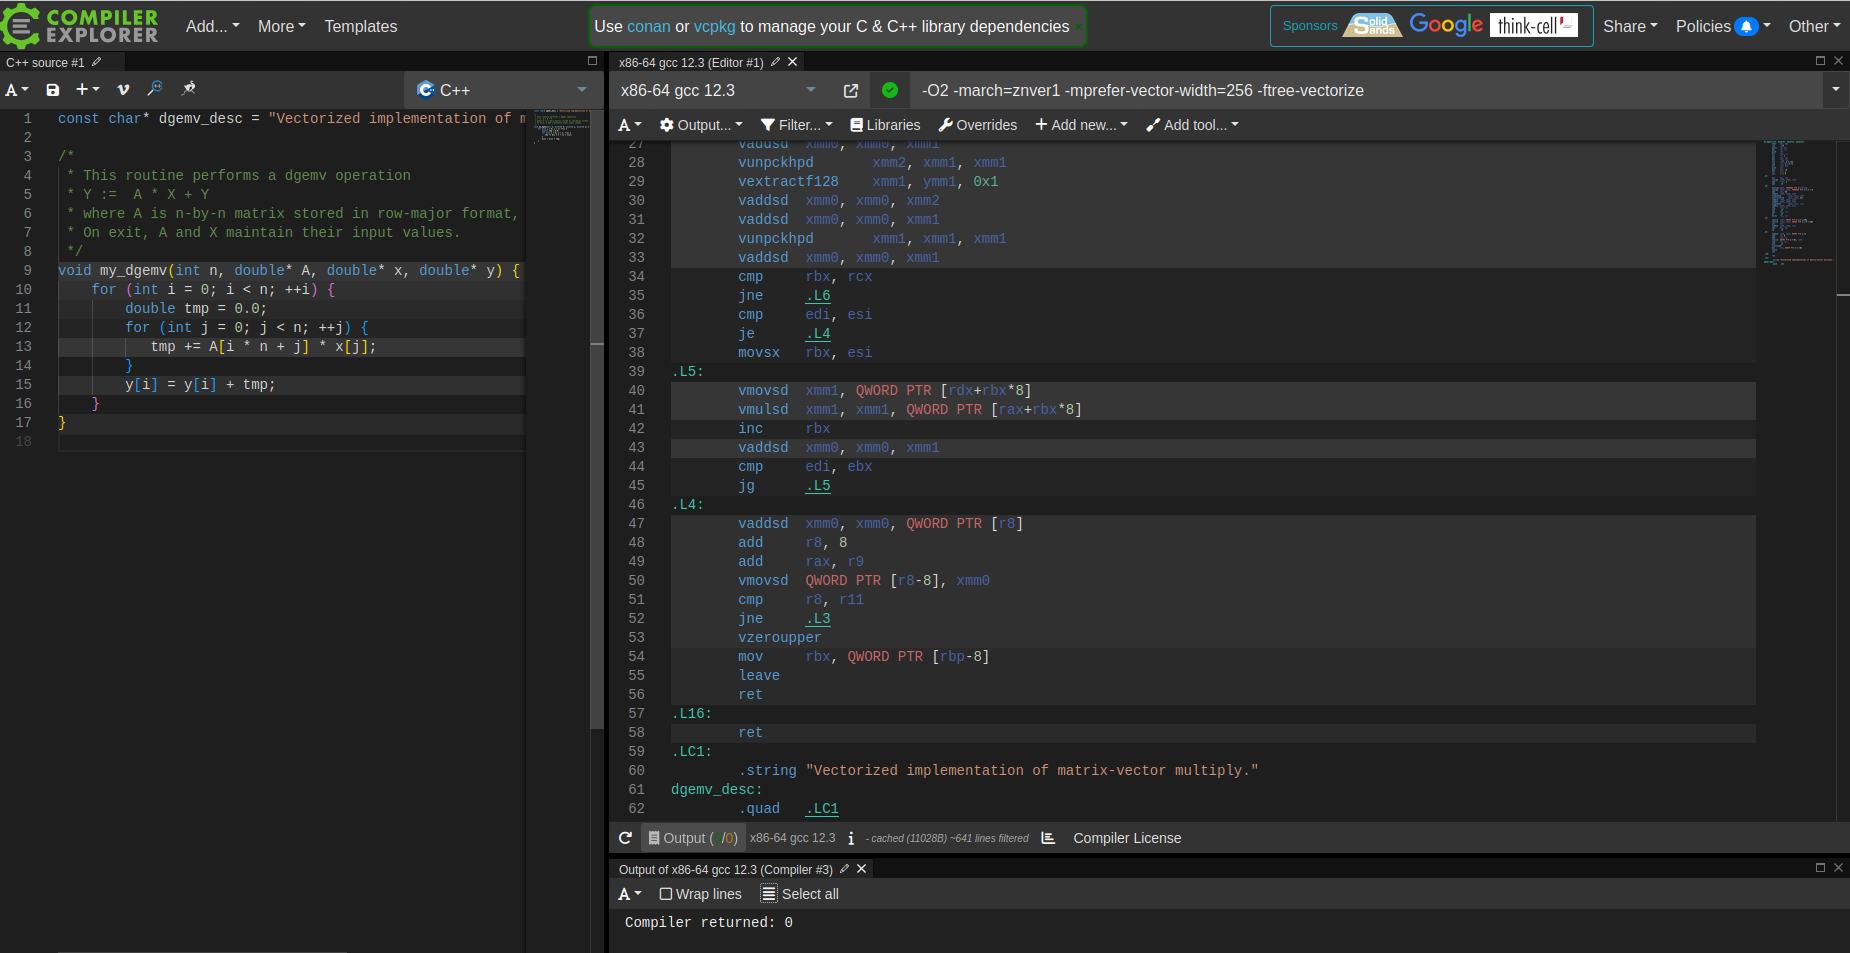 COMPILER EXPLORER
Add... More Templates
Use conan or vcpkg to manage your C & C++ library dependencies
Sponsors Solid Sands Google think-cell Share Policies Other
C++ source #1
A C++
1 const char* dgemv_desc = "Vectorized implementation of m
2
3 /*
4 * This routine performs a dgemv operation
5 * Y := A * X + Y
6 * where A is n-by-n matrix stored in row-major format,
7 * On exit, A and X maintain their input values.
8 */
9 void my_dgemv(int n, double* A, double* x, double* y) {
10 for (int i = 0; i < n; ++i) {
11 double tmp = 0.0;
12 for (int j = 0; j < n; ++j) {
13 tmp += A[i * n + j] * x[j];
14 }
15 y[i] = y[i] + tmp;
16 }
17 }
18
x86-64 gcc 12.3 (Editor #1)
x86-64 gcc 12.3 -O2 -march=znver1 -mprefer-vector-width=256 -ftree-vectorize
A Output... Filter... Libraries Overrides + Add new... Add tool...
27 vaddsd xmm0, xmm0, xmm1
28 vunpckhpd xmm2, xmm1, xmm1
29 vextractf128 xmm1, ymm1, 0x1
30 vaddsd xmm0, xmm0, xmm2
31 vaddsd xmm0, xmm0, xmm1
32 vunpckhpd xmm1, xmm1, xmm1
33 vaddsd xmm0, xmm0, xmm1
34 cmp rbx, rcx
35 jne .L6
36 cmp edi, esi
37 je .L4
38 movsx rbx, esi
39 .L5:
40 vmovsd xmm1, QWORD PTR [rdx+rbx*8]
41 vmulsd xmm1, xmm1, QWORD PTR [rax+rbx*8]
42 inc rbx
43 vaddsd xmm0, xmm0, xmm1
44 cmp edi, ebx
45 jg .L5
46 .L4:
47 vaddsd xmm0, xmm0, QWORD PTR [r8]
48 add r8, 8
49 add rax, r9
50 vmovsd QWORD PTR [r8-8], xmm0
51 cmp r8, r11
52 jne .L3
53 vzeroupper
54 mov rbx, QWORD PTR [rbp-8]
55 leave
56 ret
57 .L16:
58 ret
59 .LC1:
60 .string "Vectorized implementation of matrix-vector multiply."
61 dgemv_desc:
62 .quad .LC1
Output ( /0) x86-64 gcc 12.3 i - cached (11028B) ~641 lines filtered Compiler License
Output of x86-64 gcc 12.3 (Compiler #3)
A Wrap lines Select all
Compiler returned: 0